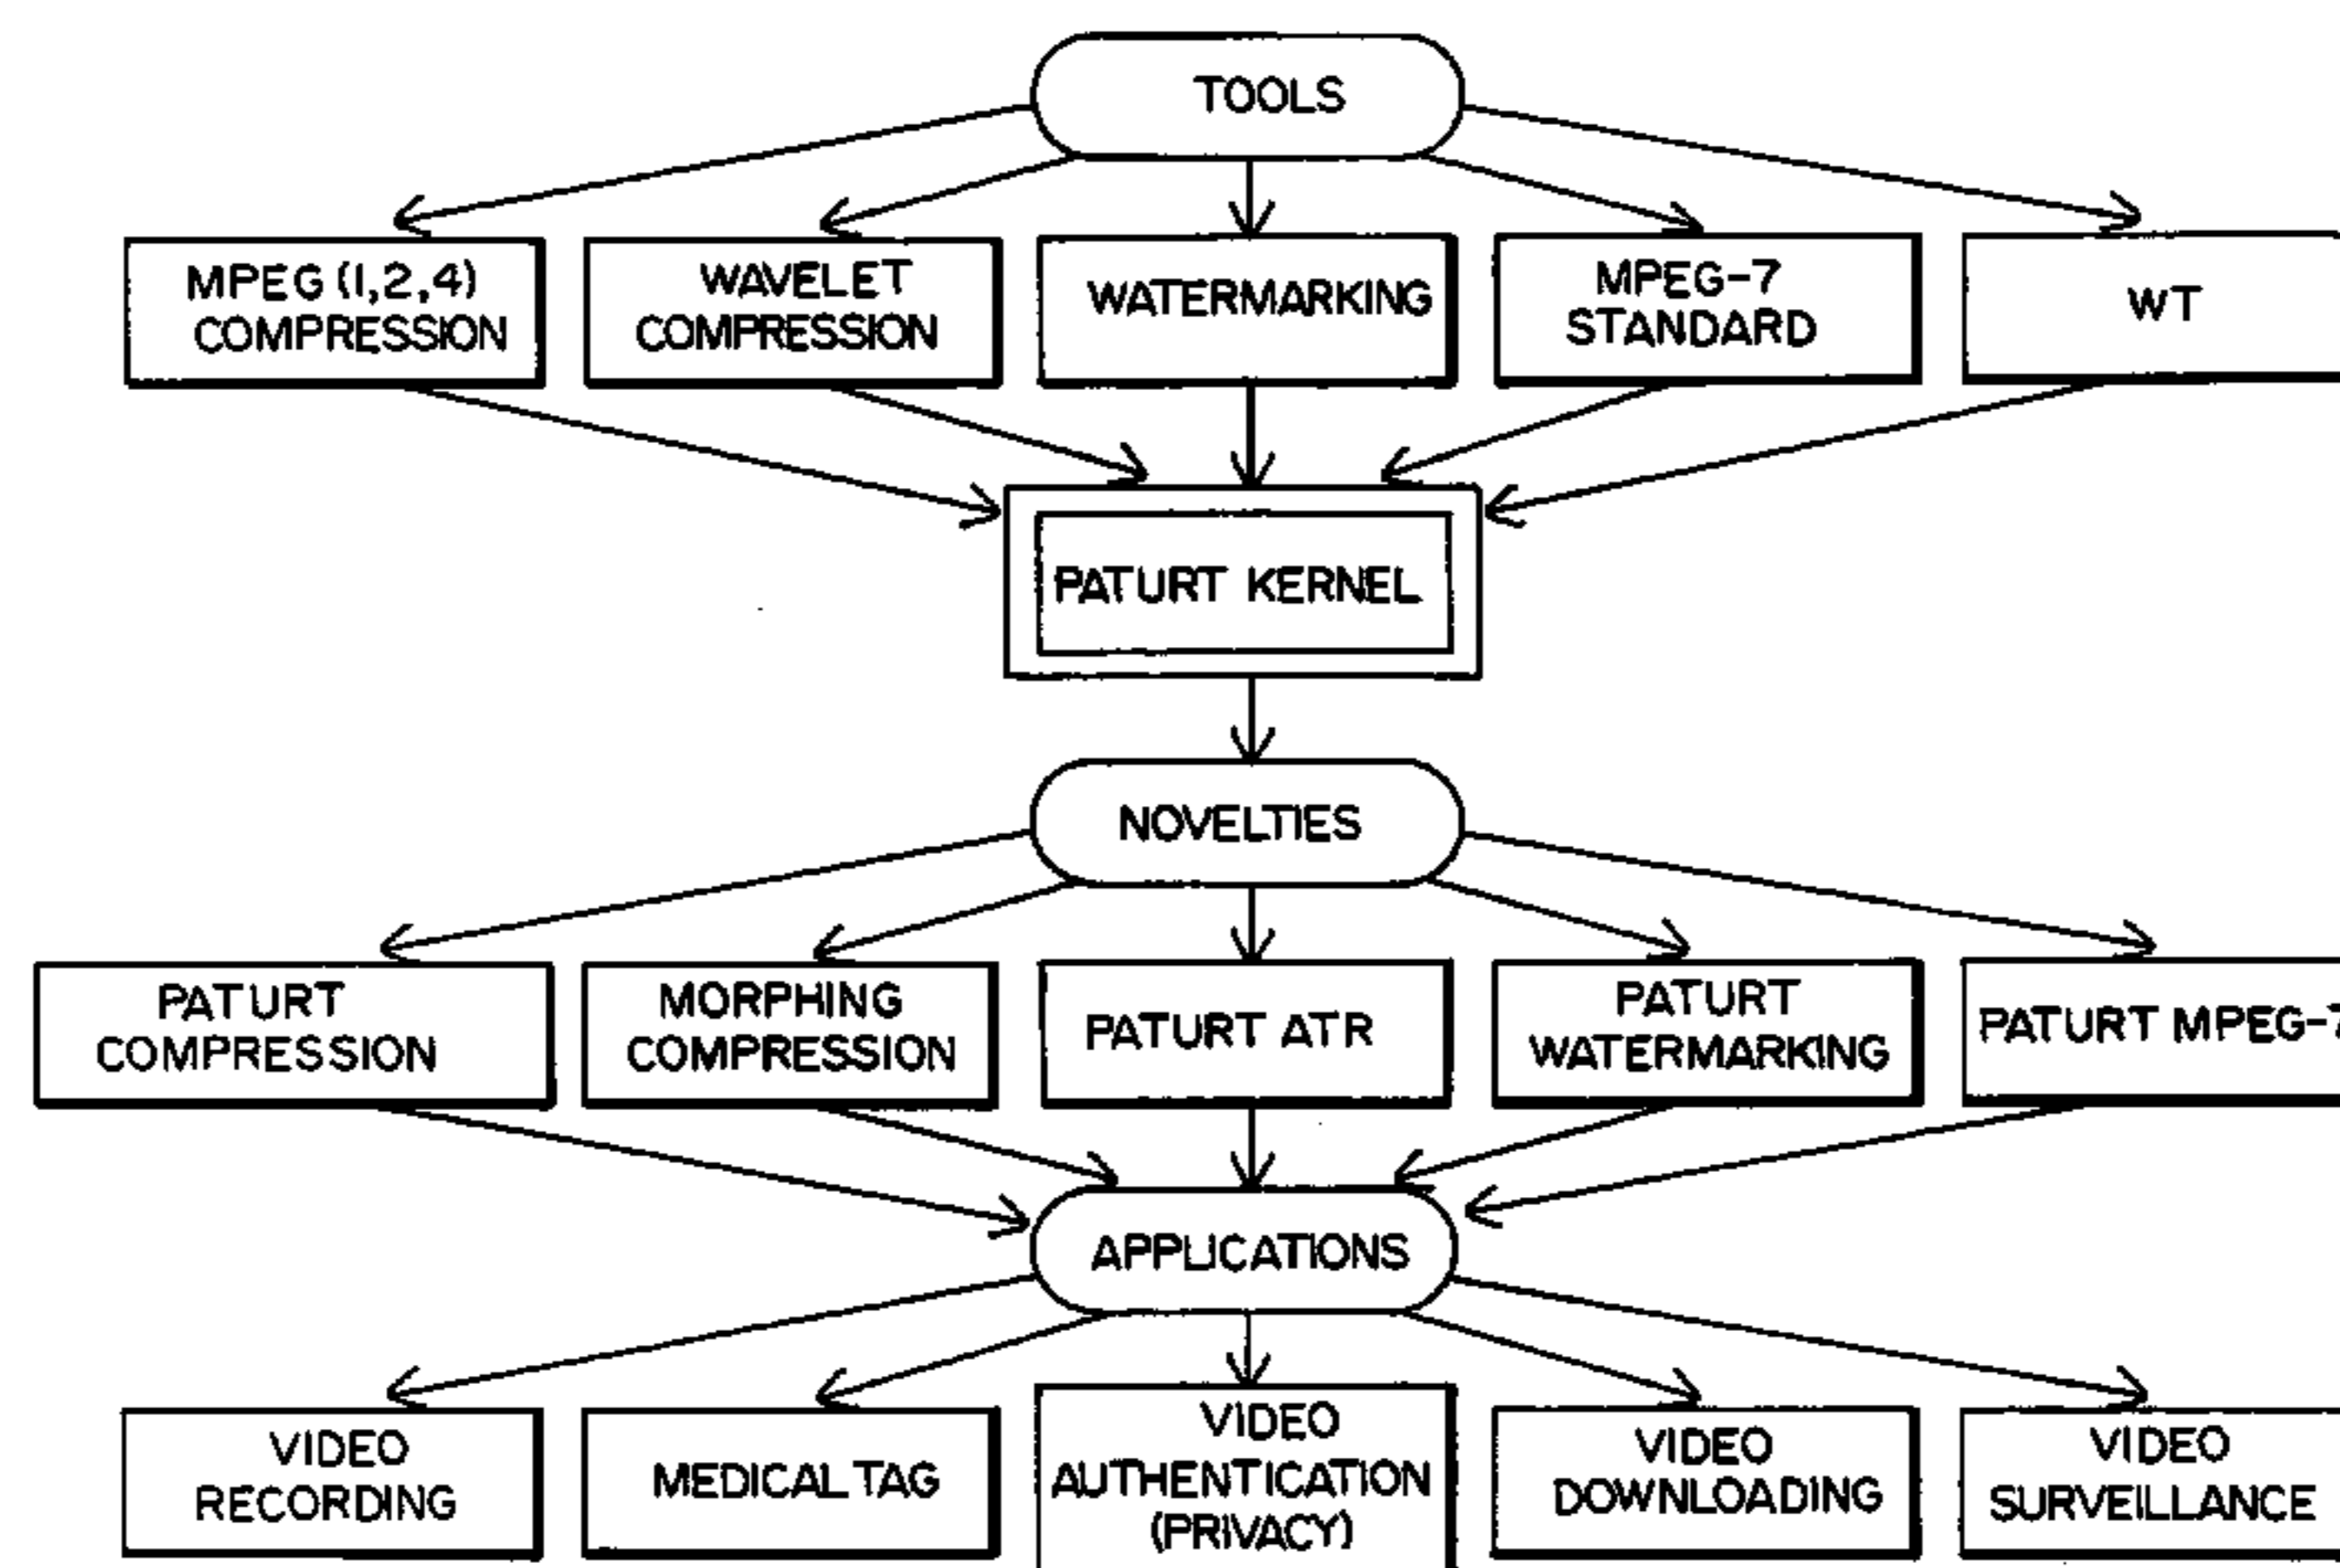 TOOLS
MPEG (1,2,4)
COMPRESSION
WAVELET
COMPRESSION
WATERMARKING
MPEG-7
STANDARD
WT
PATURT KERNEL
NOVELTIES
PATURT
COMPRESSION
MORPHING
COMPRESSION
PATURT ATR
PATURT
WATERMARKING
PATURT MPEG-7
APPLICATIONS
VIDEO
RECORDING
MEDICAL TAG
VIDEO
AUTHENTICATION
(PRIVACY)
VIDEO
DOWNLOADING
VIDEO
SURVEILLANCE